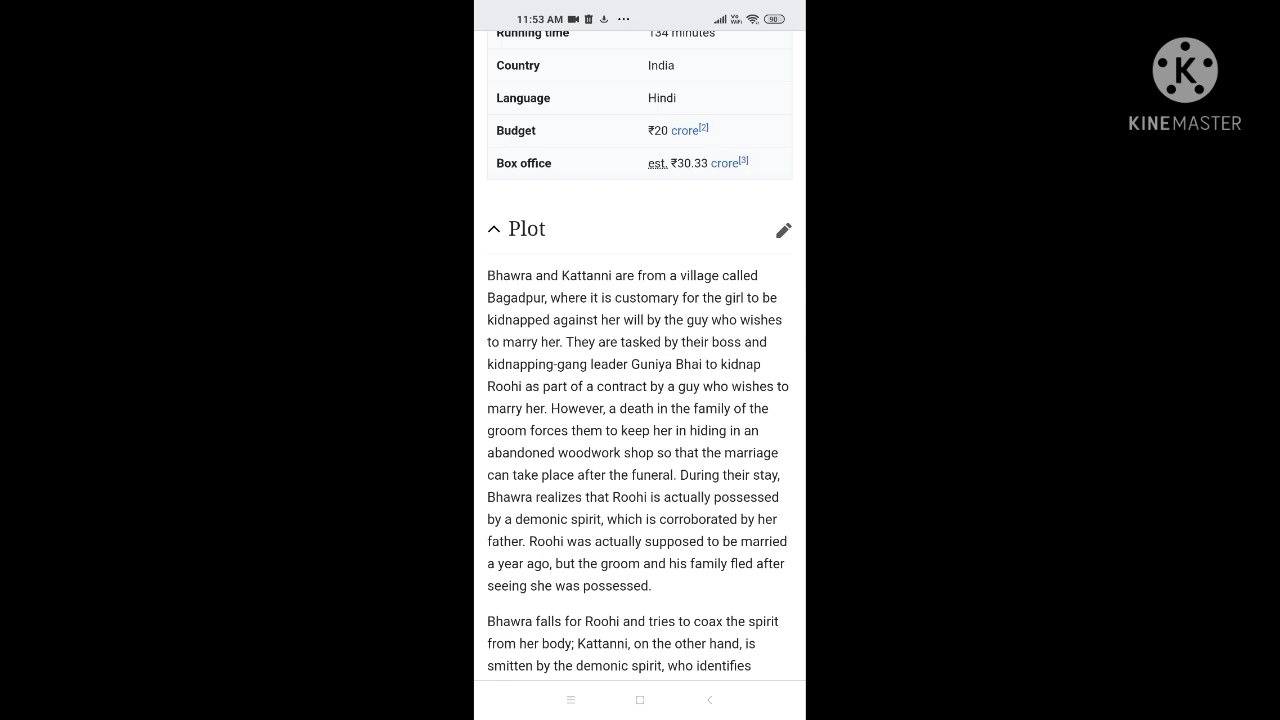 11:53 AM
Vo WiFi
90
Running time 134 minutes
Country India
Language Hindi
Budget ₹20 crore[2]
Box office est. ₹30.33 crore[3]
Plot
Bhawra and Kattanni are from a village called
Bagadpur, where it is customary for the girl to be
kidnapped against her will by the guy who wishes
to marry her. They are tasked by their boss and
kidnapping-gang leader Guniya Bhai to kidnap
Roohi as part of a contract by a guy who wishes to
marry her. However, a death in the family of the
groom forces them to keep her in hiding in an
abandoned woodwork shop so that the marriage
can take place after the funeral. During their stay,
Bhawra realizes that Roohi is actually possessed
by a demonic spirit, which is corroborated by her
father. Roohi was actually supposed to be married
a year ago, but the groom and his family fled after
seeing she was possessed.
Bhawra falls for Roohi and tries to coax the spirit
from her body; Kattanni, on the other hand, is
smitten by the demonic spirit, who identifies
K
KINEMASTER